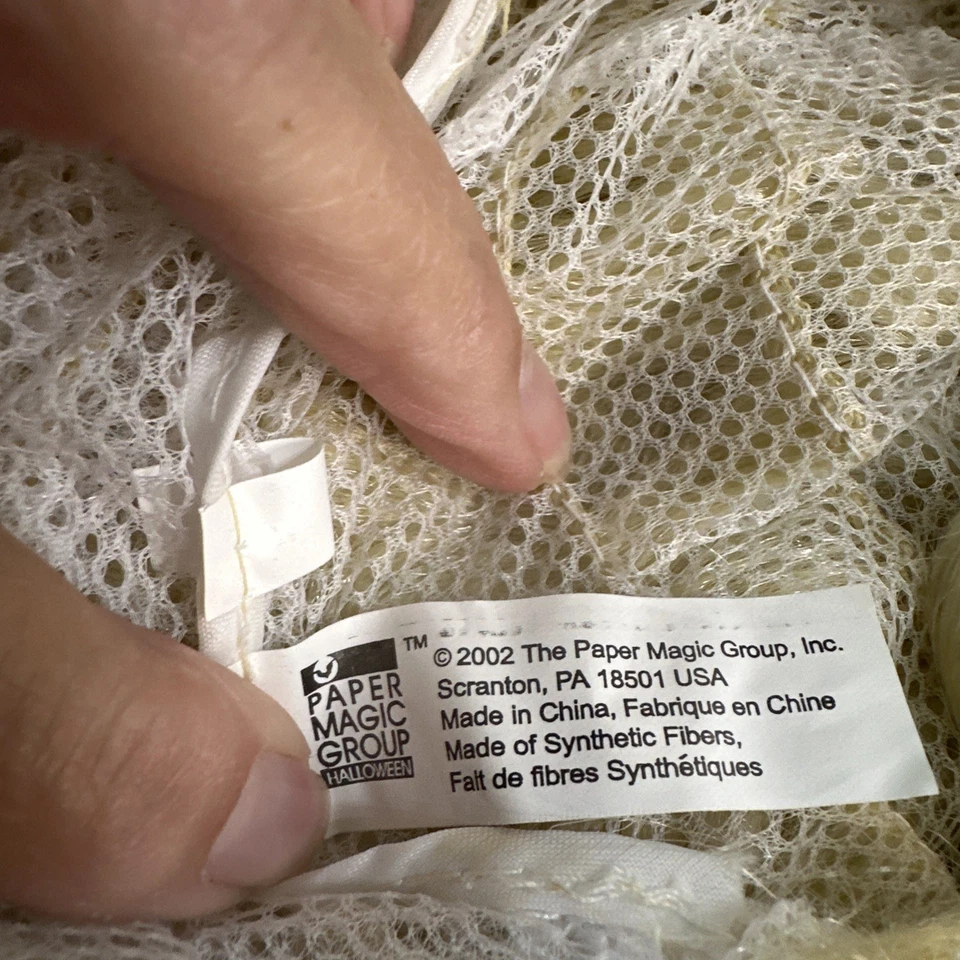 PAPER
MAGIC
GROUP
HALLOWEEN
TM
© 2002 The Paper Magic Group, Inc.
Scranton, PA 18501 USA
Made in China, Fabrique en Chine
Made of Synthetic Fibers,
Fait de fibres Synthétiques